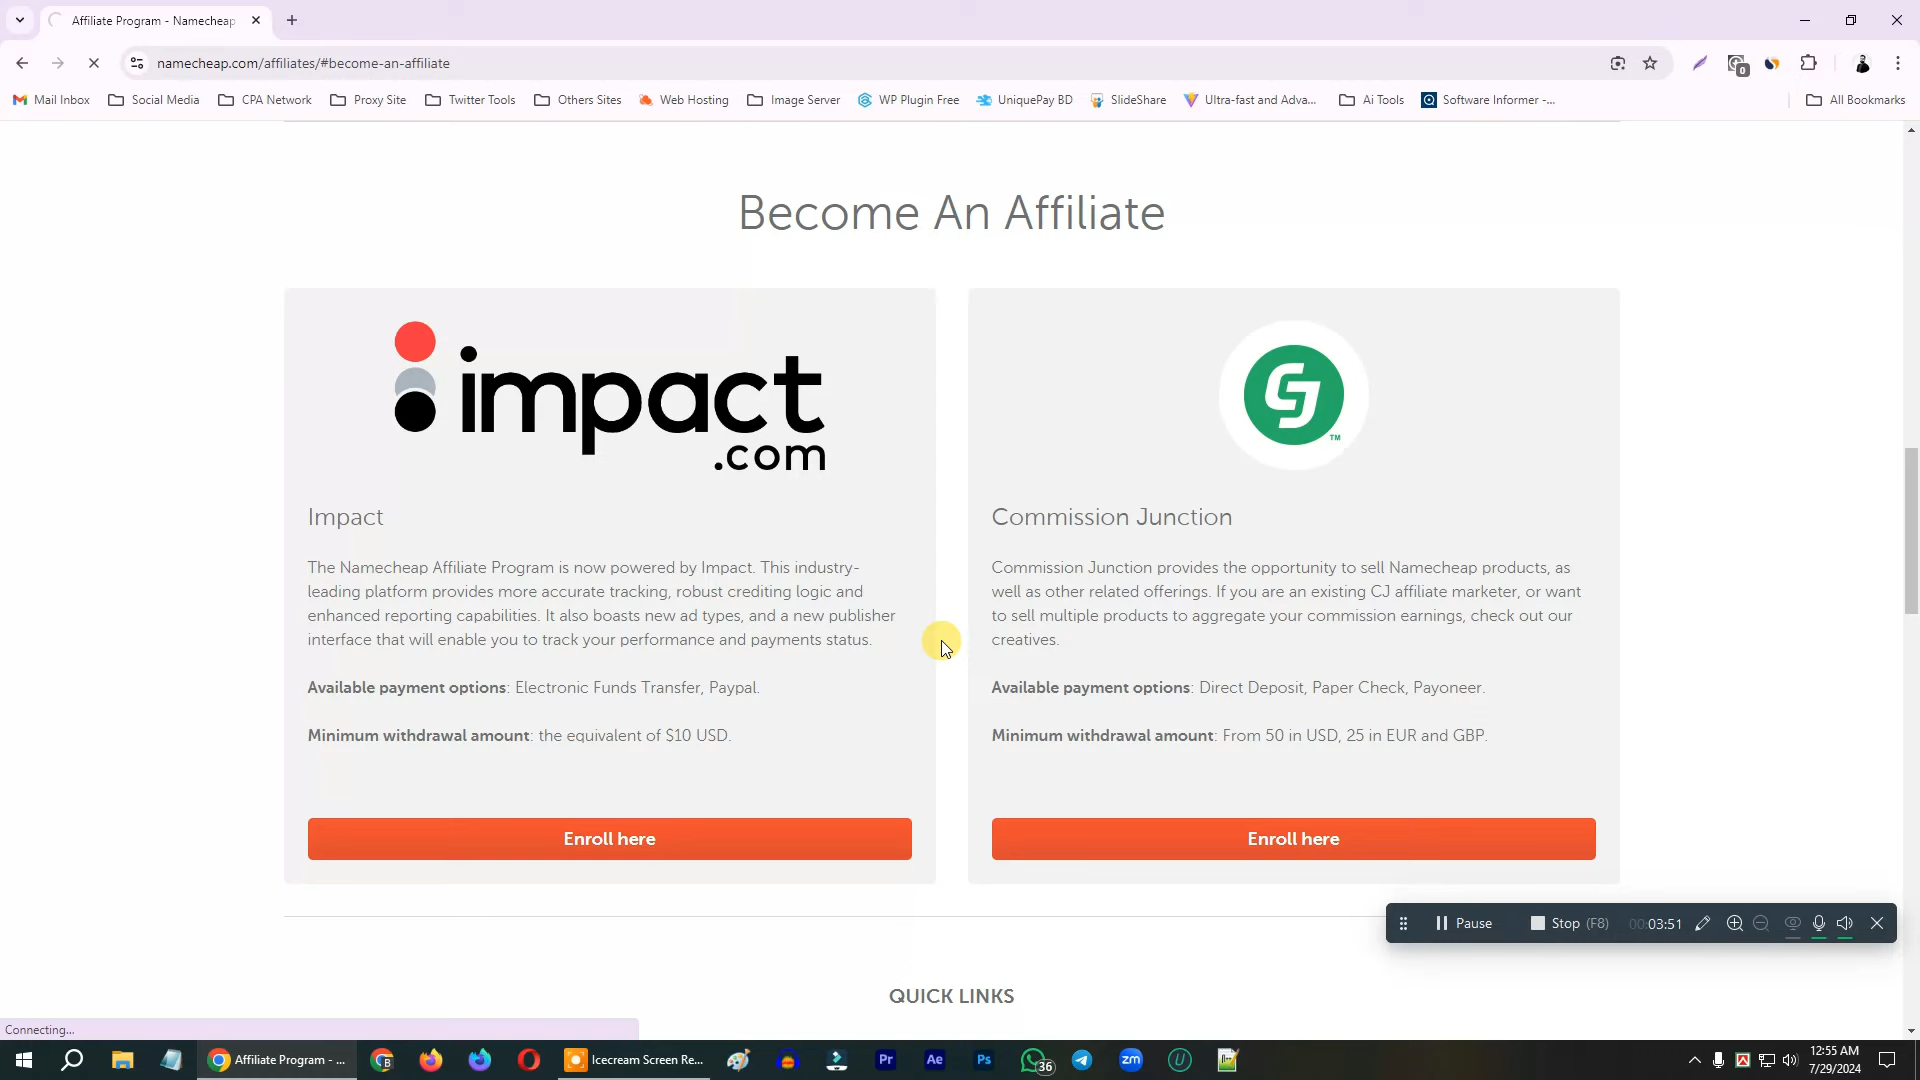 Affiliate Program - Namecheap
namecheap.com/affiliates/#become-an-affiliate
0
Mail Inbox Social Media CPA Network Proxy Site Twitter Tools Others Sites Web Hosting Image Server WP Plugin Free UniquePay BD SlideShare Ultra-fast and Adva... Ai Tools Software Informer -... All Bookmarks
Become An Affiliate
impact
.com
CJ
TM
Impact
The Namecheap Affiliate Program is now powered by Impact. This industry-
leading platform provides more accurate tracking, robust crediting logic and
enhanced reporting capabilities. It also boasts new ad types, and a new publisher
interface that will enable you to track your performance and payments status.
Available payment options: Electronic Funds Transfer, Paypal.
Minimum withdrawal amount: the equivalent of $10 USD.
Enroll here
Commission Junction
Commission Junction provides the opportunity to sell Namecheap products, as
well as other related offerings. If you are an existing CJ affiliate marketer, or want
to sell multiple products to aggregate your commission earnings, check out our
creatives.
Available payment options: Direct Deposit, Paper Check, Payoneer.
Minimum withdrawal amount: From 50 in USD, 25 in EUR and GBP.
Enroll here
Pause Stop (F8) 00:03:51
QUICK LINKS
Connecting...
Affiliate Program - ... B Icecream Screen Re... Pr Ae Ps 36 zm U
12:55 AM
7/29/2024